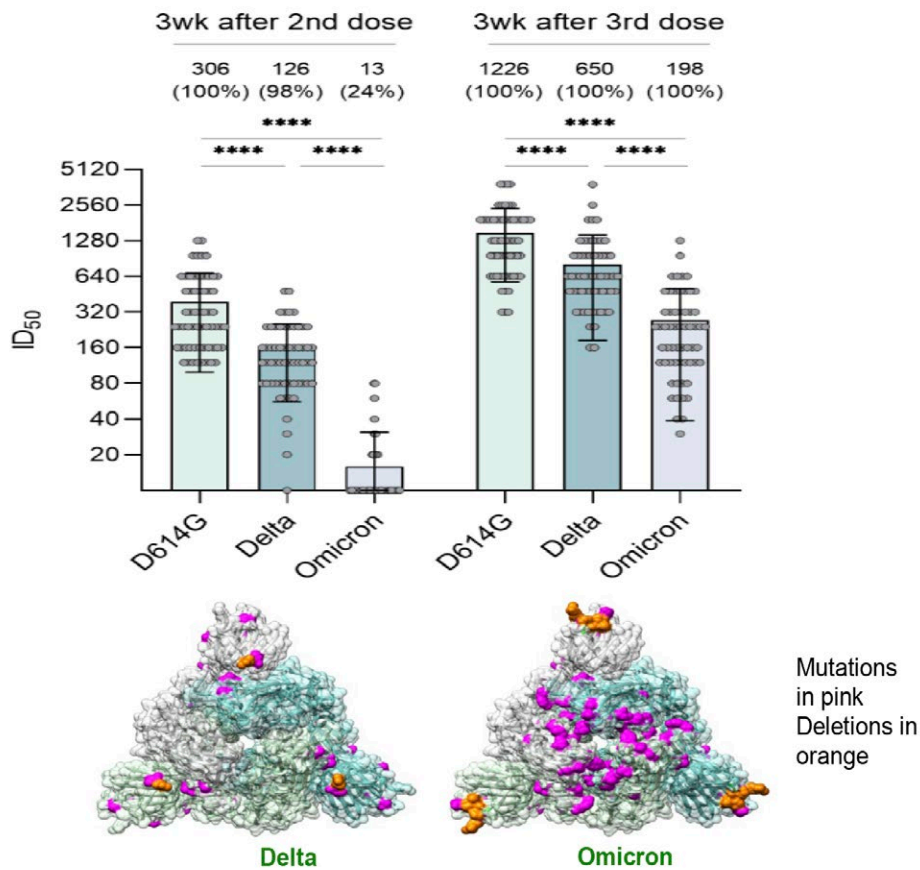 3wk after 2nd dose 3wk after 3rd dose
306 126 13 1226 650 198
(100%) (98%) (24%) (100%) (100%) (100%)
**** ****
**** **** **** ****
5120
2560
1280
640
320
160
80
40
20
ID50
D614G Delta Omicron D614G Delta Omicron
Mutations
in pink
Deletions in
orange
Delta Omicron